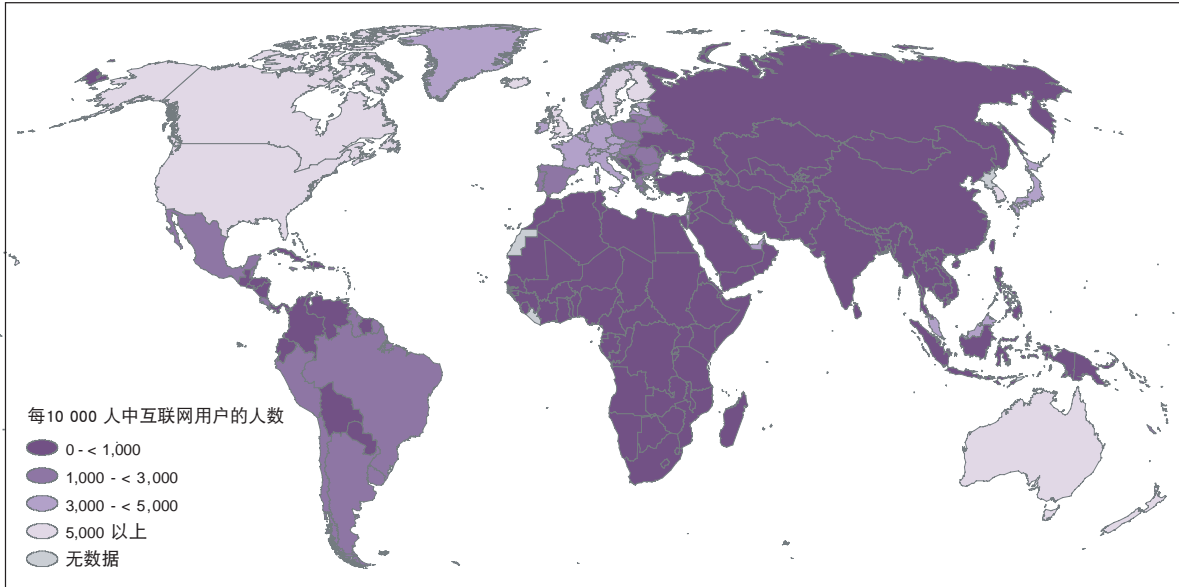 每10 000 人中互联网用户的人数
0 - < 1,000
1,000 - < 3,000
3,000 - < 5,000
5,000 以上
无数据